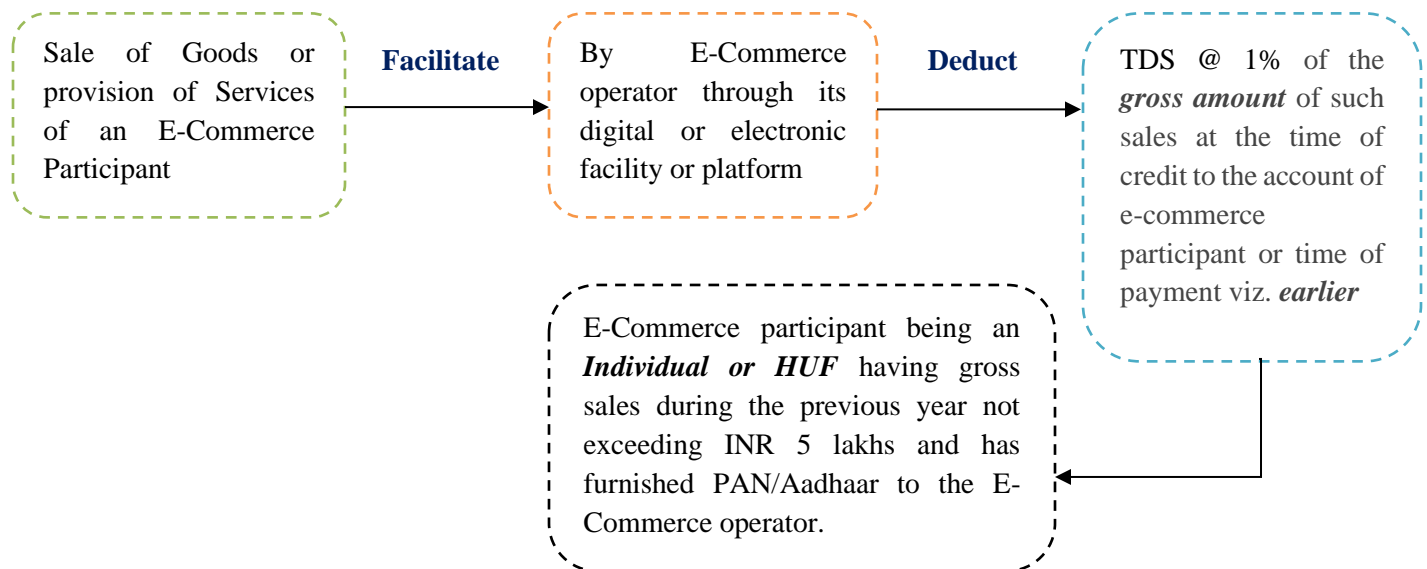 Sale of Goods or
provision of Services
of an E-Commerce
Participant
Facilitate
By E-Commerce
operator through its
digital or electronic
facility or platform
Deduct
TDS @ 1% of the
gross amount of such
sales at the time of
credit to the account of
e-commerce
participant or time of
payment viz. earlier
E-Commerce participant being an
Individual or HUF having gross
sales during the previous year not
exceeding INR 5 lakhs and has
furnished PAN/Aadhaar to the E-
Commerce operator.